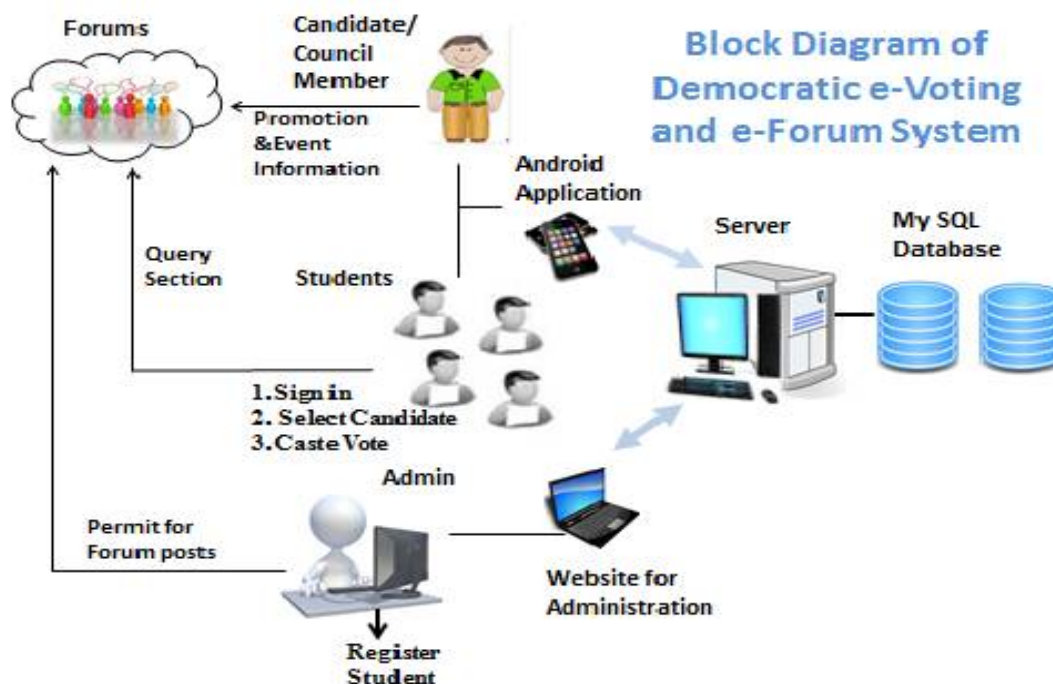 Forums
Candidate/
Council
Member
Block Diagram of
Democratic e-Voting
and e-Forum System
Promotion
&Event
Information
Android
Application
Server
My SQL
Database
Query
Section
Students
1. Sign in
2. Select Candidate
3. Caste Vote
Admin
Permit for
Forum posts
Website for
Administration
Register
Student